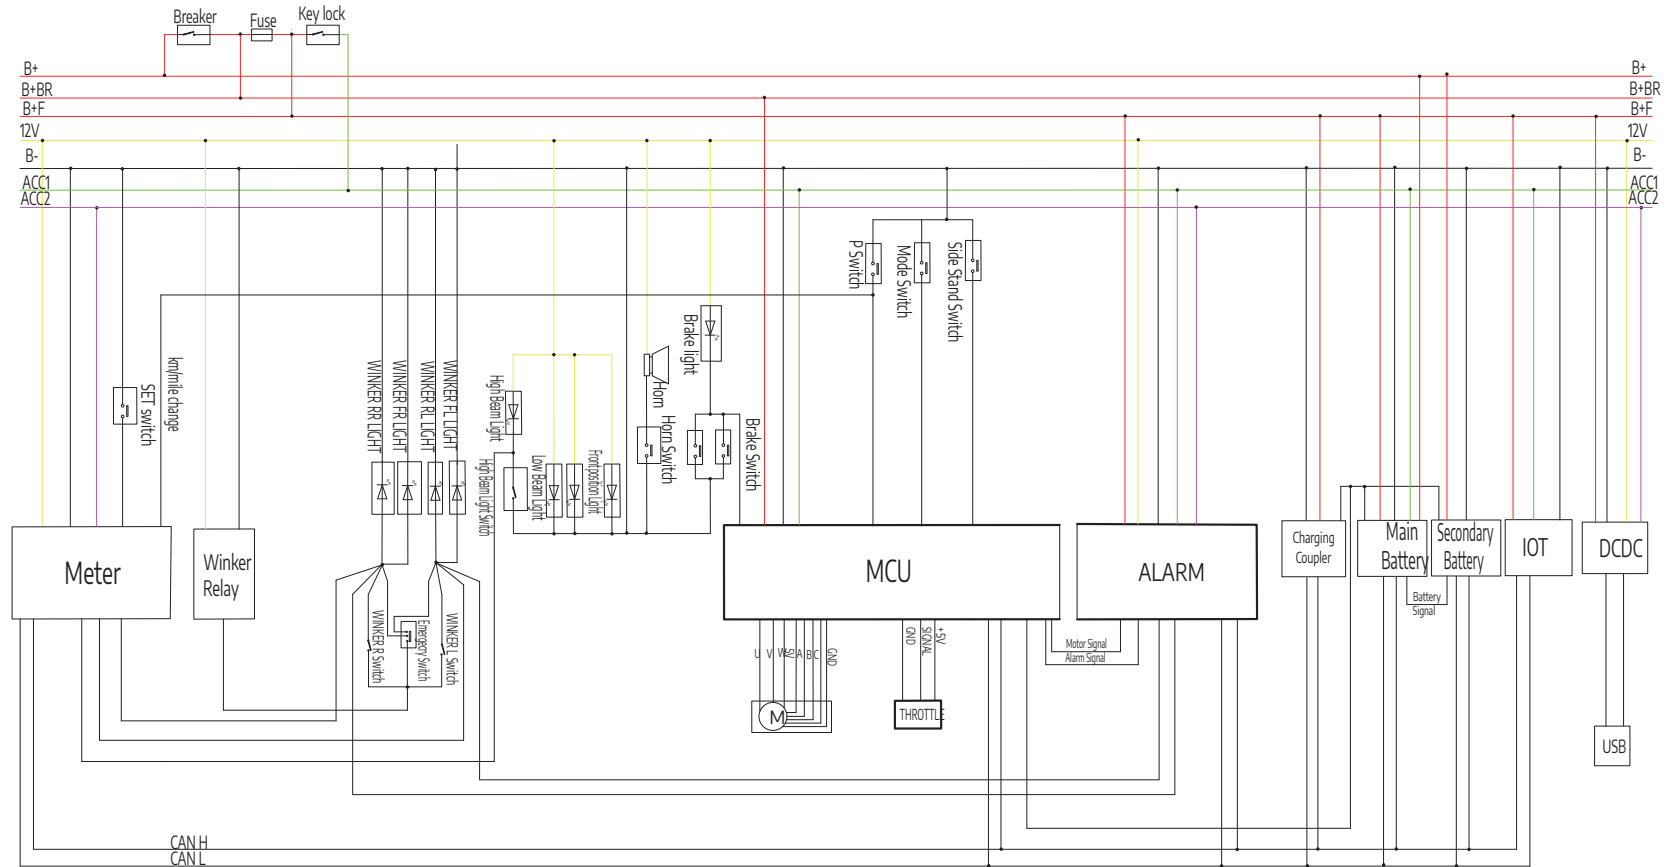 Breaker
Fuse
Key lock
B+
B+
B+BR
B+BR
B+F
B+F
12V
12V
B-
B-
ACC1
ACC1
ACC2
ACC2
P Switch
Mode Switch
Side Stand Switch
km/mile change
SET switch
WINKER RR LIGHT
WINKER FR LIGHT
WINKER RL LIGHT
WINKER FL LIGHT
High Beam Light
High Beam Light Switch
Low Beam Light
Front position Light
Horn
Horn Switch
Brake light
Brake Switch
Meter
Winker
Relay
MCU
ALARM
Charging
Coupler
Main
Battery
Secondary
Battery
IOT
DCDC
Battery
Signal
WINKER R Switch
Emergecy Switch
WINKER L Switch
U
V
W
5V
A
B
C
GND
GND
SIGNAL
+5V
Motor Signal
Alarm Signal
M
THROTTLE
USB
CAN H
CAN L